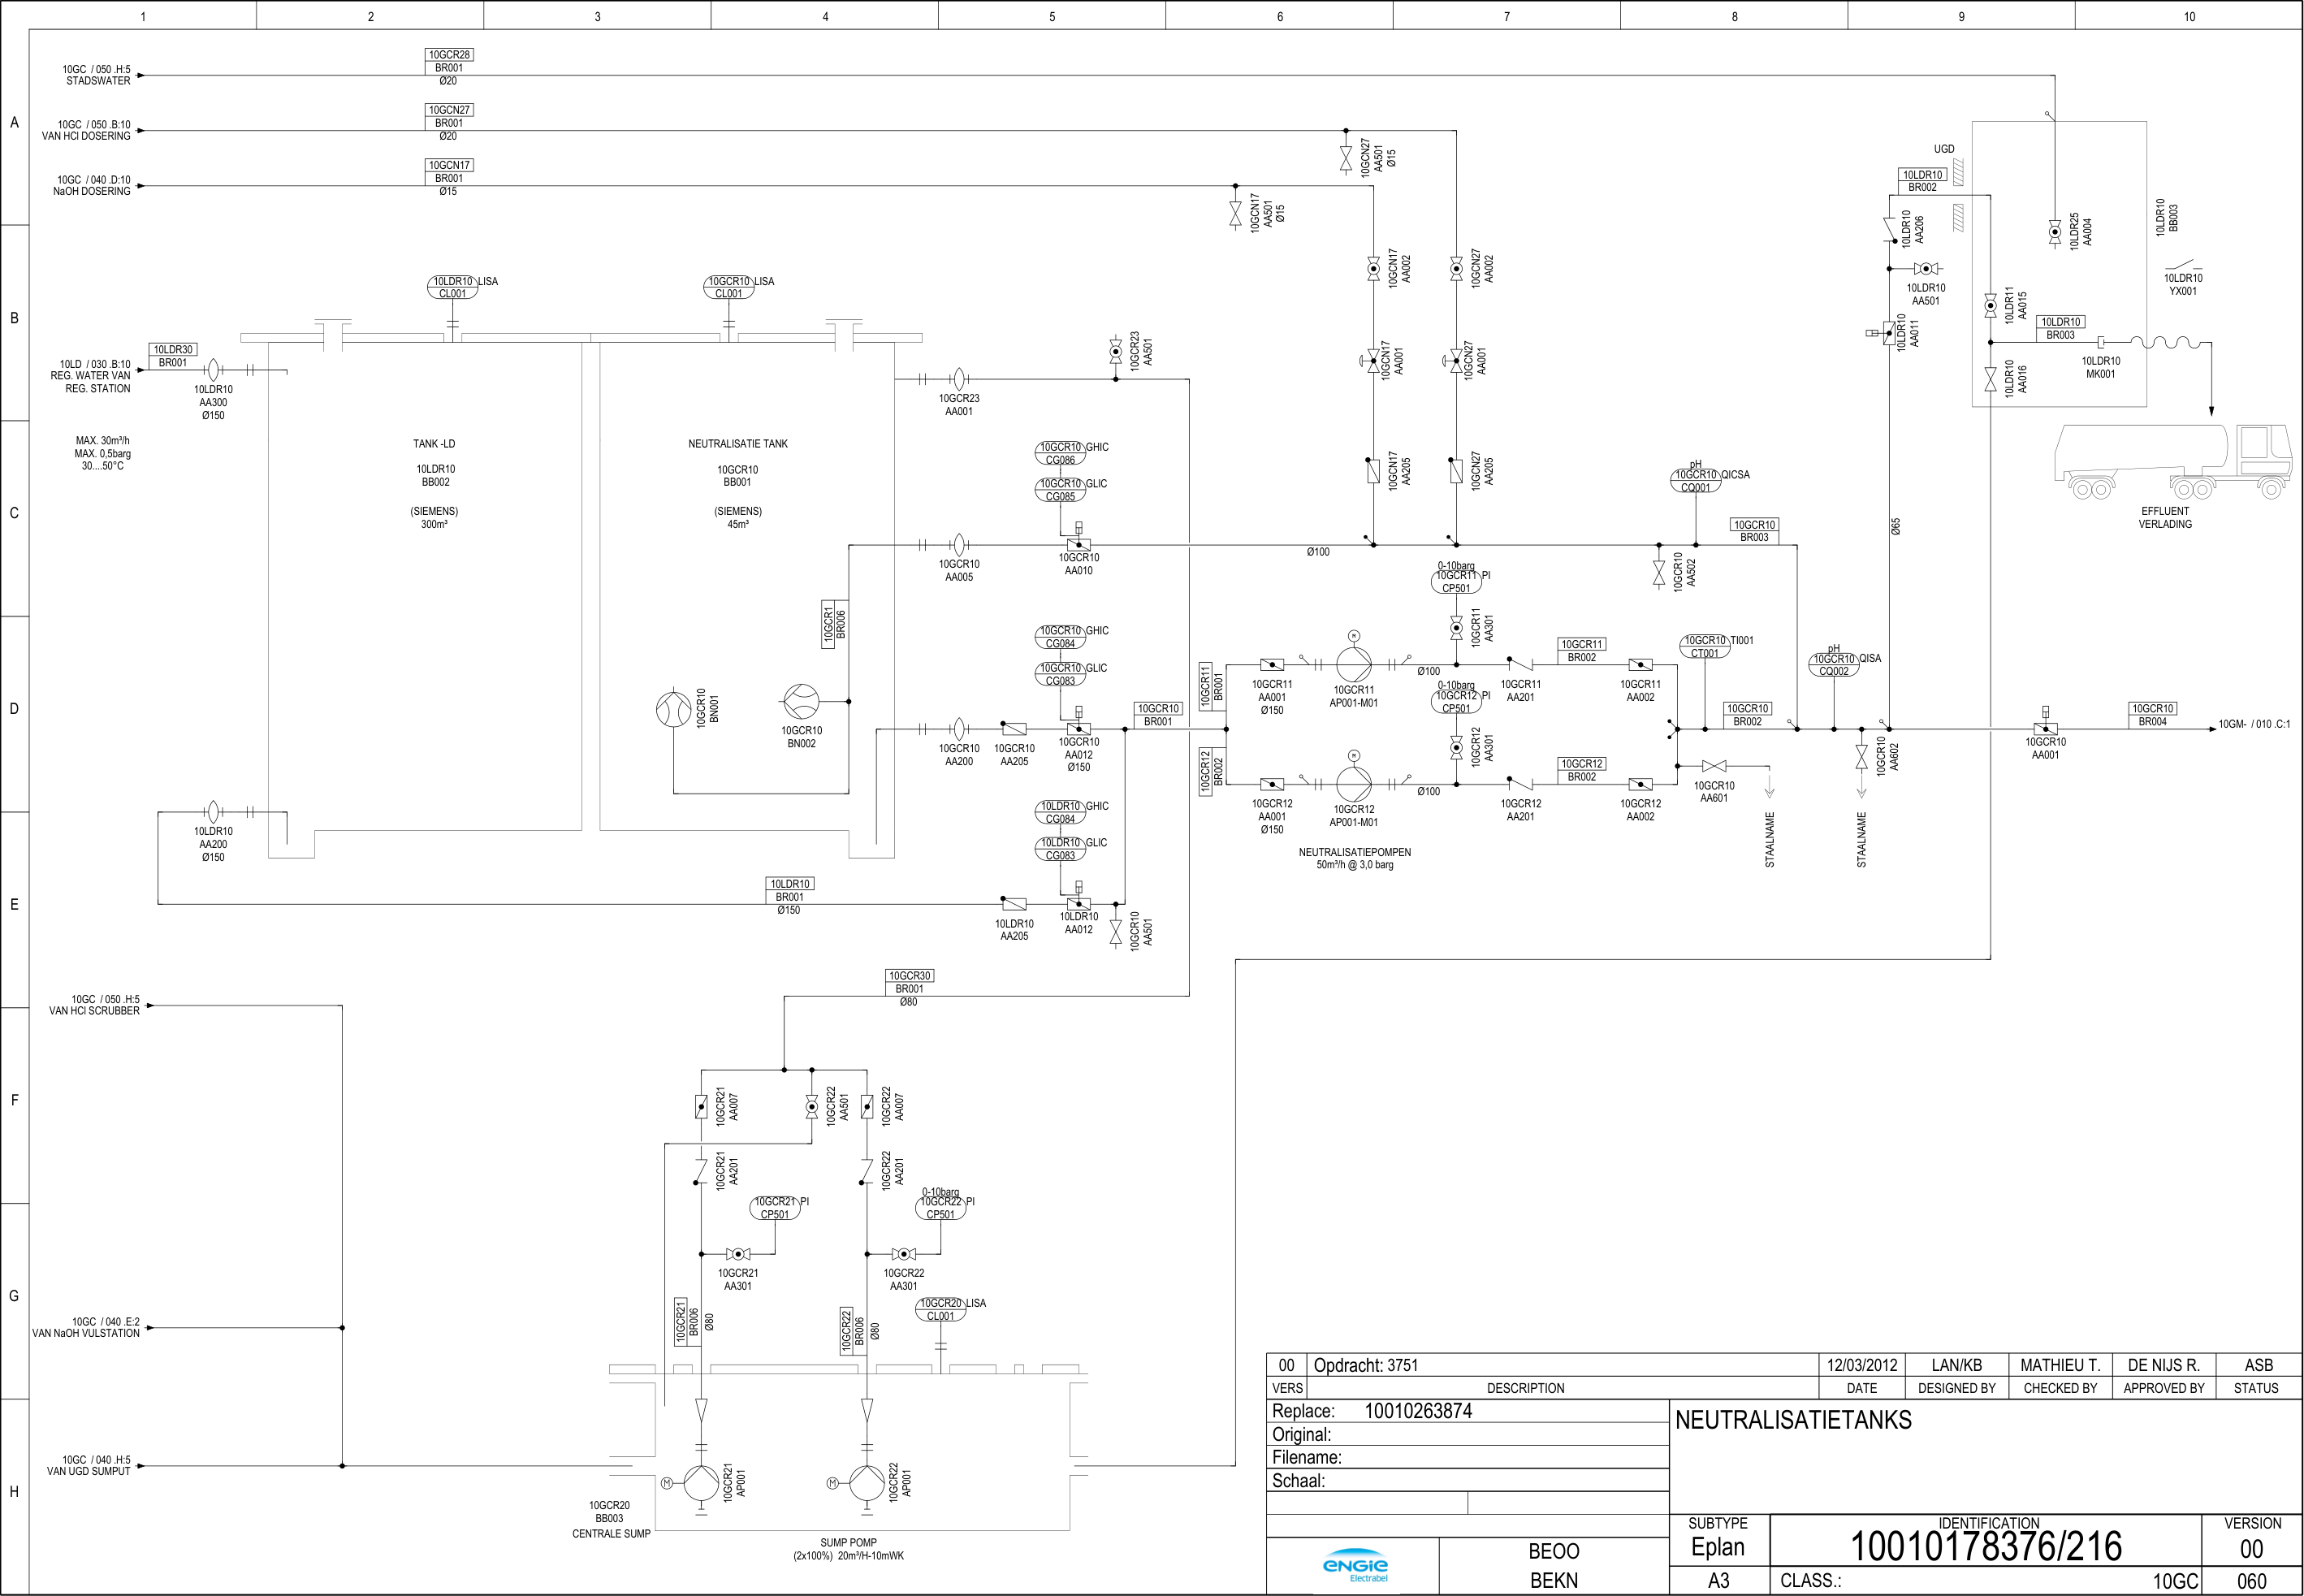 1 2 3 4 5 6 7 8 9 10
A
B
C
D
E
F
G
H
10GC / 050 .H:5
STADSWATER
10GCR28
BR001
Ø20
10GC / 050 .B:10
VAN HCl DOSERING
10GCN27
BR001
Ø20
10GC / 040 .D:10
NaOH DOSERING
10GCN17
BR001
Ø15
10GCN27
AA501
Ø15
10GCN17
AA501
Ø15
10GCN17
AA002
10GCN27
AA002
10GCN17
AA001
10GCN27
AA001
10GCN17
AA205
10GCN27
AA205
UGD
10LDR10
BR002
10LDR10
AA206
10LDR10
AA501
10LDR10
AA011
Ø65
10LDR25
AA004
10LDR10
BB003
10LDR10
YX001
10LDR11
AA015
10LDR10
BR003
10LDR10
MK001
10LDR10
AA016
EFFLUENT
VERLADING
10LDR10 LISA
CL001
10GCR10 LISA
CL001
10LD / 030 .B:10
REG. WATER VAN
REG. STATION
10LDR30
BR001
10LDR10
AA300
Ø150
MAX. 30m³/h
MAX. 0,5barg
30....50°C
TANK -LD
10LDR10
BB002
(SIEMENS)
300m³
NEUTRALISATIE TANK
10GCR10
BB001
(SIEMENS)
45m³
10GCR23
AA501
10GCR23
AA001
10GCR10 GHIC
CG086
10GCR10 GLIC
CG085
10GCR10
AA005
10GCR10
AA010
Ø100
pH
10GCR10 QICSA
CQ001
10GCR10
BR003
10GCR10
AA502
10GCR1
BR006
10GCR10
BN001
10GCR10
BN002
10GCR10 GHIC
CG084
10GCR10 GLIC
CG083
10GCR10
AA200
10GCR10
AA205
10GCR10
AA012
Ø150
10GCR10
BR001
10GCR11
BR001
10GCR12
BR002
10GCR11
AA001
Ø150
10GCR11
AP001-M01
0-10barg
10GCR11 PI
CP501
10GCR11
AA301
Ø100
10GCR11
AA201
10GCR11
BR002
10GCR11
AA002
10GCR12
AA001
Ø150
10GCR12
AP001-M01
0-10barg
10GCR12 PI
CP501
10GCR12
AA301
Ø100
10GCR12
AA201
10GCR12
BR002
10GCR12
AA002
M
M
NEUTRALISATIEPOMPEN
50m³/h @ 3,0 barg
10GCR10 TI001
CT001
10GCR10
BR002
pH
10GCR10 QISA
CQ002
10GCR10
AA601
10GCR10
AA602
STAALNAME
STAALNAME
10GCR10
AA001
10GCR10
BR004
10GM- / 010 .C:1
10LDR10
AA200
Ø150
10LDR10 GHIC
CG084
10LDR10 GLIC
CG083
10LDR10
BR001
Ø150
10LDR10
AA205
10LDR10
AA012
10GCR10
AA501
10GCR30
BR001
Ø80
10GC / 050 .H:5
VAN HCl SCRUBBER
10GCR21
AA007
10GCR22
AA501
10GCR22
AA007
10GCR21
AA201
10GCR22
AA201
10GCR21 PI
CP501
0-10barg
10GCR22 PI
CP501
10GCR21
AA301
10GCR22
AA301
10GCR21
BR006
Ø80
10GCR22
BR006
Ø80
10GCR20 LISA
CL001
10GC / 040 .E:2
VAN NaOH VULSTATION
10GC / 040 .H:5
VAN UGD SUMPUT
M
10GCR21
AP001
M
10GCR22
AP001
10GCR20
BB003
CENTRALE SUMP
SUMP POMP
(2x100%) 20m³/H-10mWK
00 Opdracht: 3751 12/03/2012 LAN/KB MATHIEU T. DE NIJS R. ASB
VERS DESCRIPTION DATE DESIGNED BY CHECKED BY APPROVED BY STATUS
Replace: 10010263874
Original:
Filename:
Schaal:
NEUTRALISATIETANKS
ENGIE
Electrabel
BEOO
BEKN
SUBTYPE
Eplan
A3
IDENTIFICATION
10010178376/216
CLASS.: 10GC
VERSION
00
060